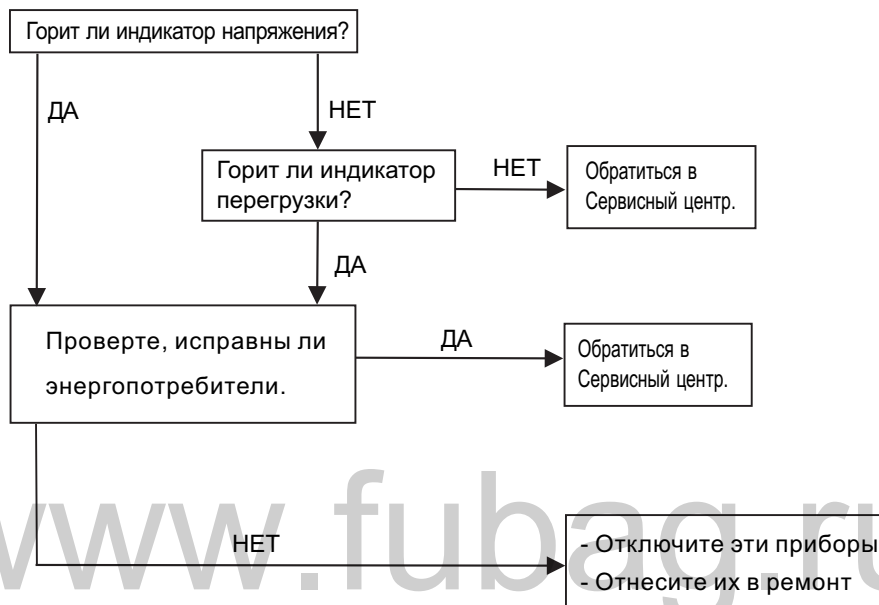 Горит ли индикатор напряжения?
ДА
НЕТ
Горит ли индикатор
перегрузки?
НЕТ
Обратиться в
Сервисный центр.
ДА
Проверте, исправны ли
энергопотребители.
ДА
Обратиться в
Сервисный центр.
www.fubag.ru
НЕТ
- Отключите эти приборы
- Отнесите их в ремонт